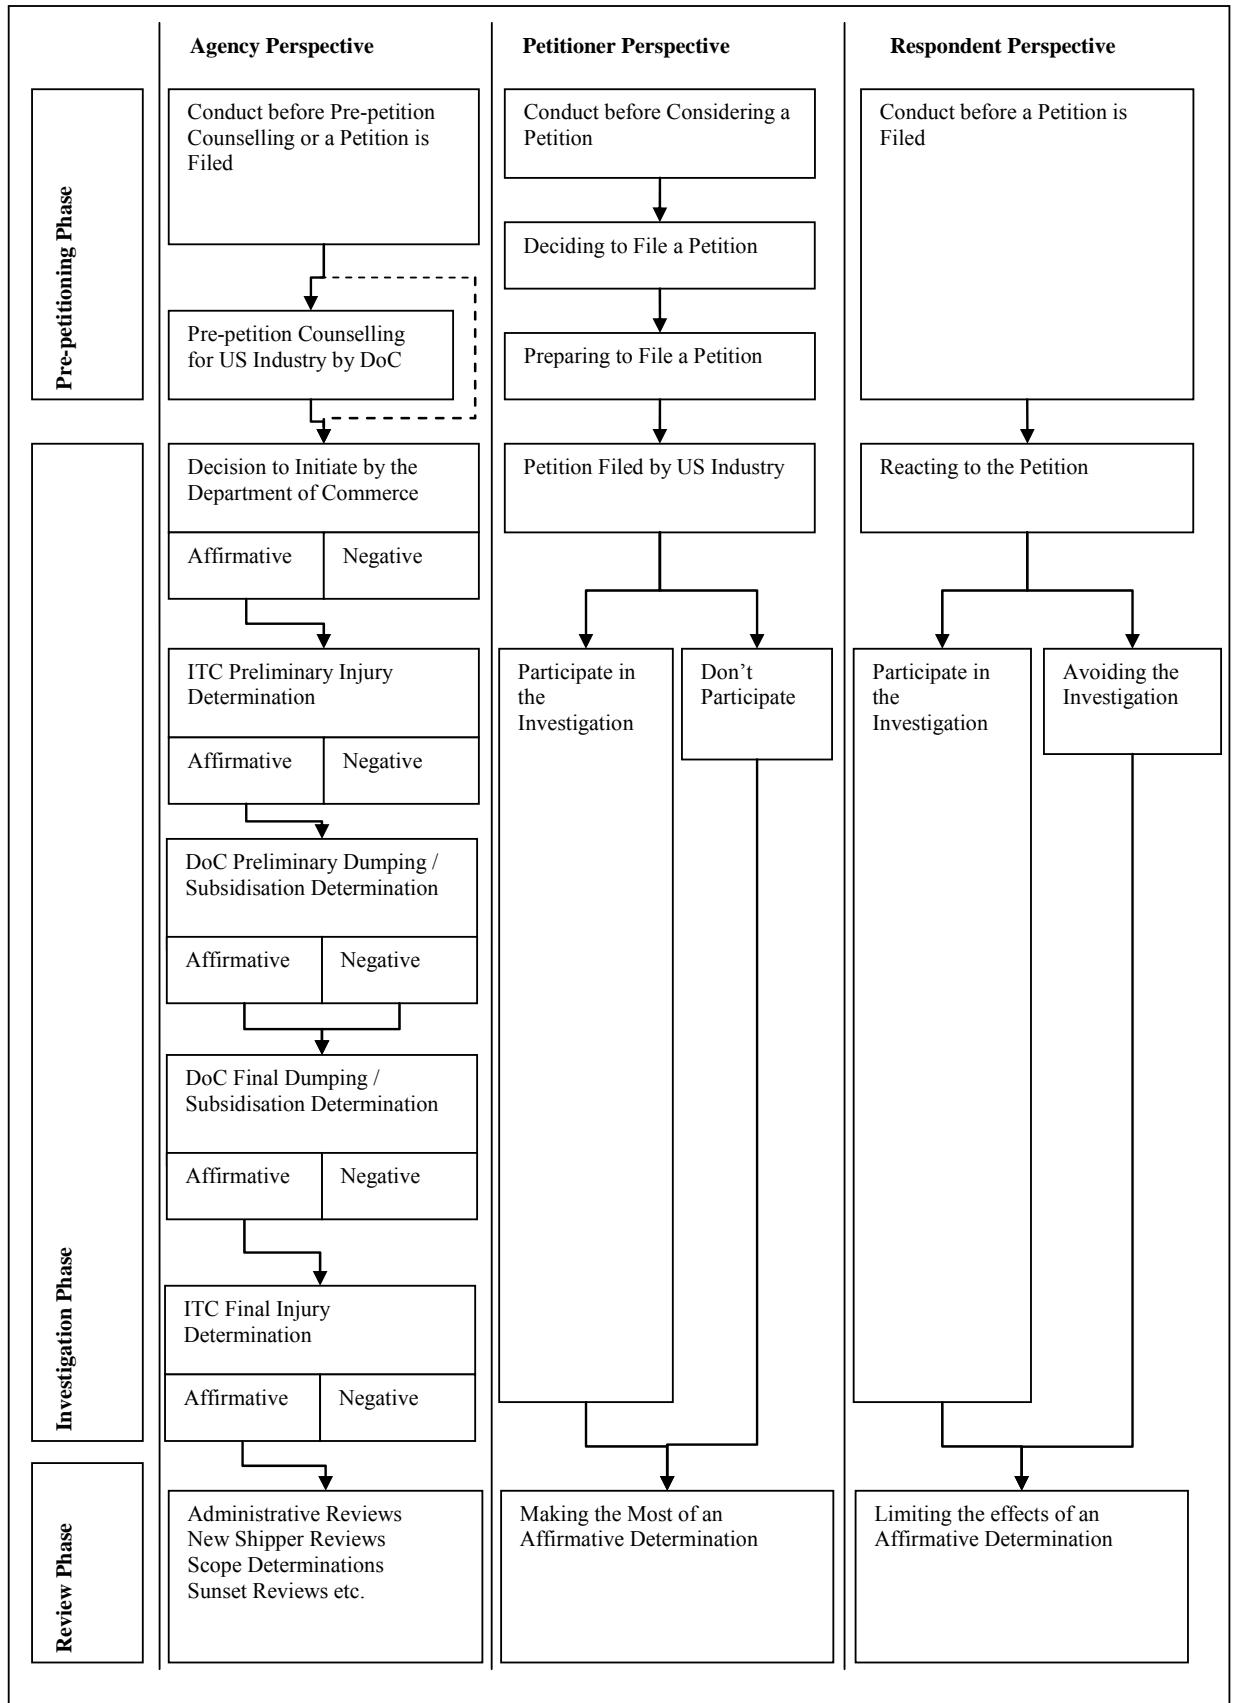 Agency Perspective
Petitioner Perspective
Respondent Perspective
Pre-petitioning Phase
Conduct before Pre-petition
Counselling or a Petition is
Filed
Pre-petition Counselling
for US Industry by DoC
Conduct before Considering a
Petition
Deciding to File a Petition
Preparing to File a Petition
Conduct before a Petition is
Filed
Investigation Phase
Decision to Initiate by the
Department of Commerce
Affirmative
Negative
ITC Preliminary Injury
Determination
Affirmative
Negative
DoC Preliminary Dumping /
Subsidisation Determination
Affirmative
Negative
DoC Final Dumping /
Subsidisation Determination
Affirmative
Negative
ITC Final Injury
Determination
Affirmative
Negative
Petition Filed by US Industry
Participate in
the
Investigation
Don’t
Participate
Reacting to the Petition
Participate in
the
Investigation
Avoiding the
Investigation
Review Phase
Administrative Reviews
New Shipper Reviews
Scope Determinations
Sunset Reviews etc.
Making the Most of an
Affirmative Determination
Limiting the effects of an
Affirmative Determination